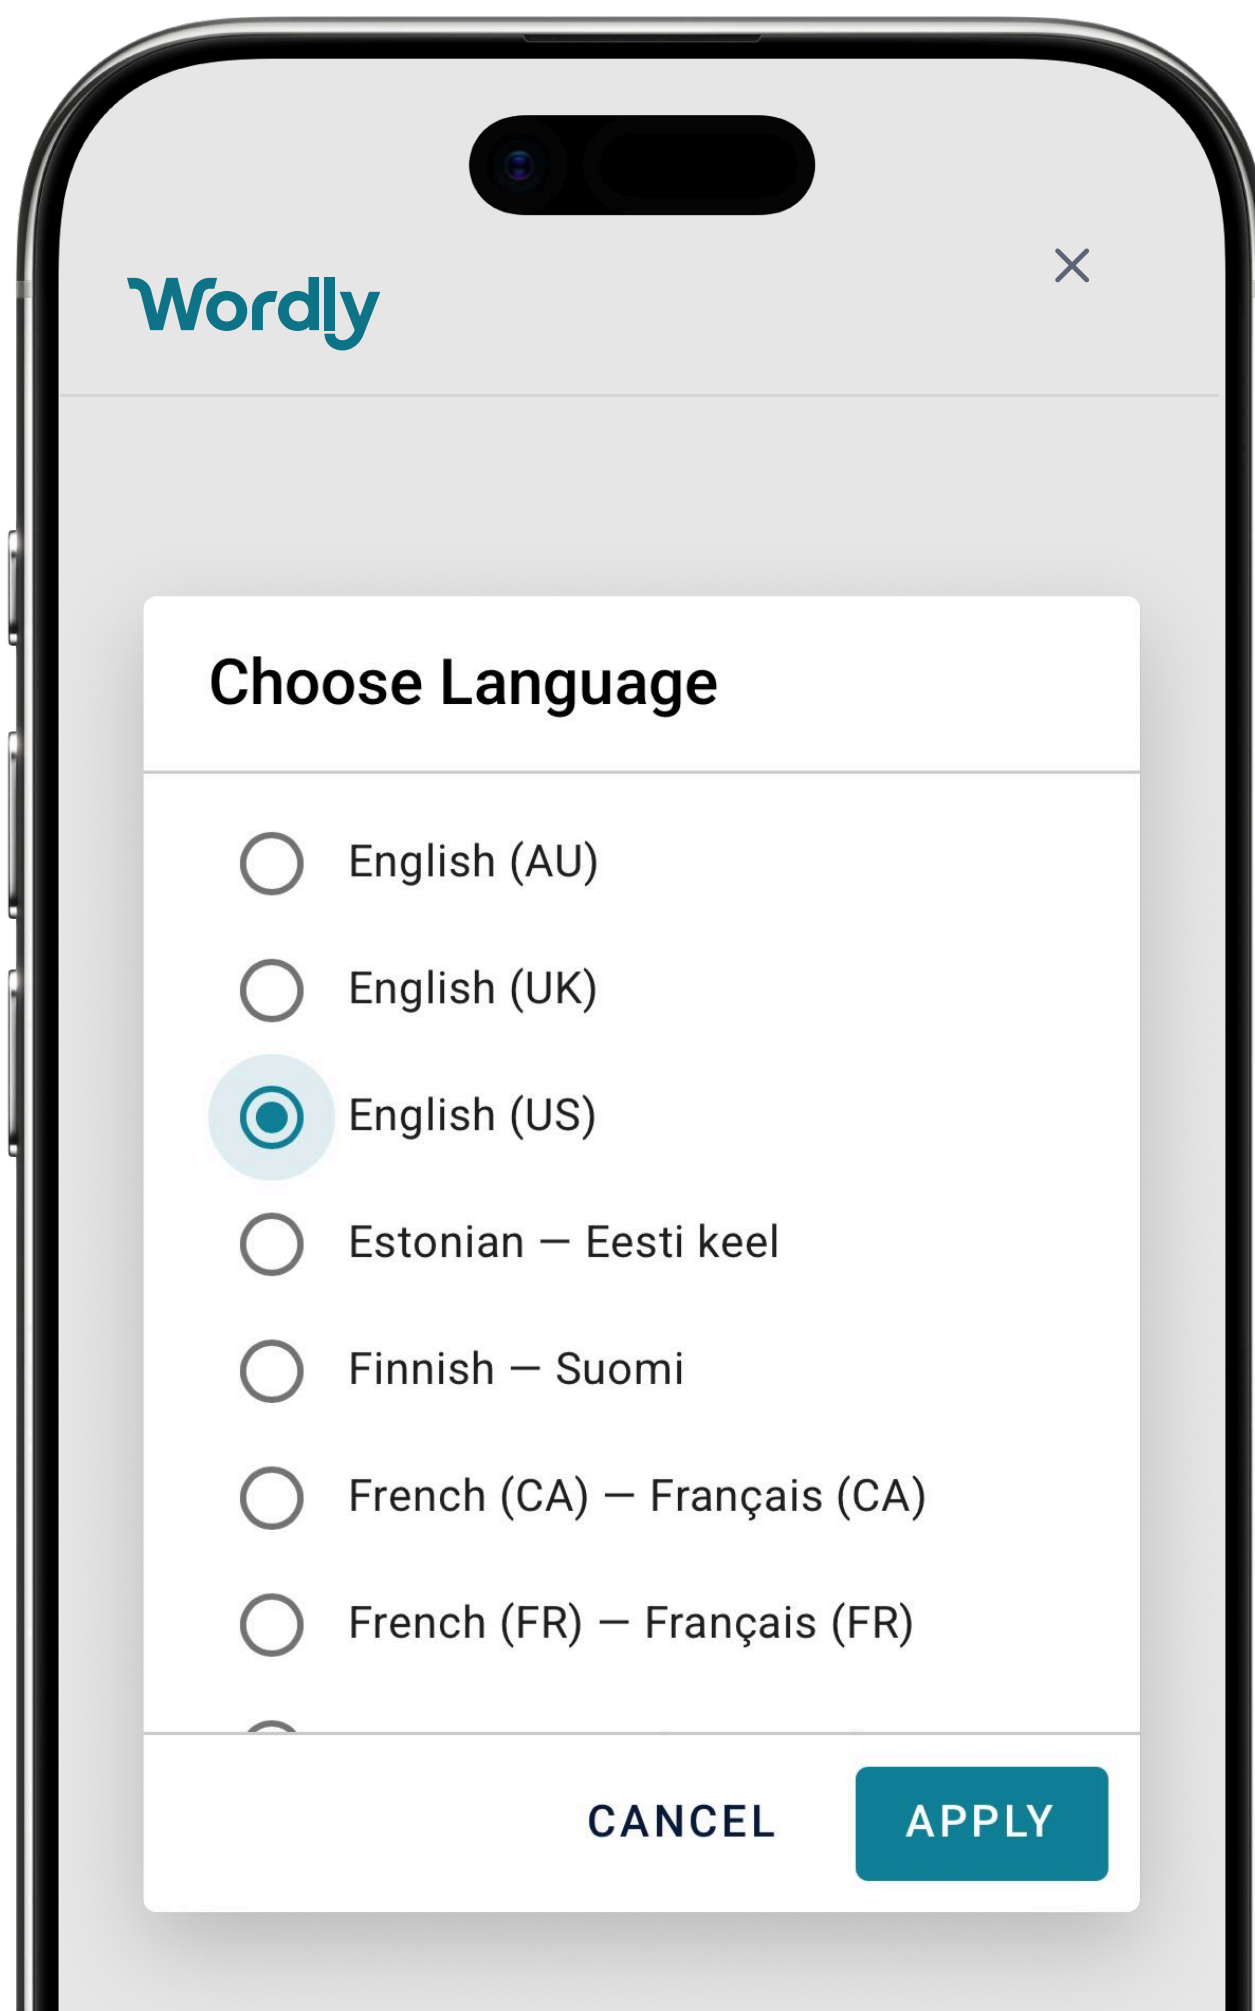 Wordly
Choose Language
English (AU)
English (UK)
English (US)
Estonian — Eesti keel
Finnish — Suomi
French (CA) — Français (CA)
French (FR) — Français (FR)
CANCEL
APPLY